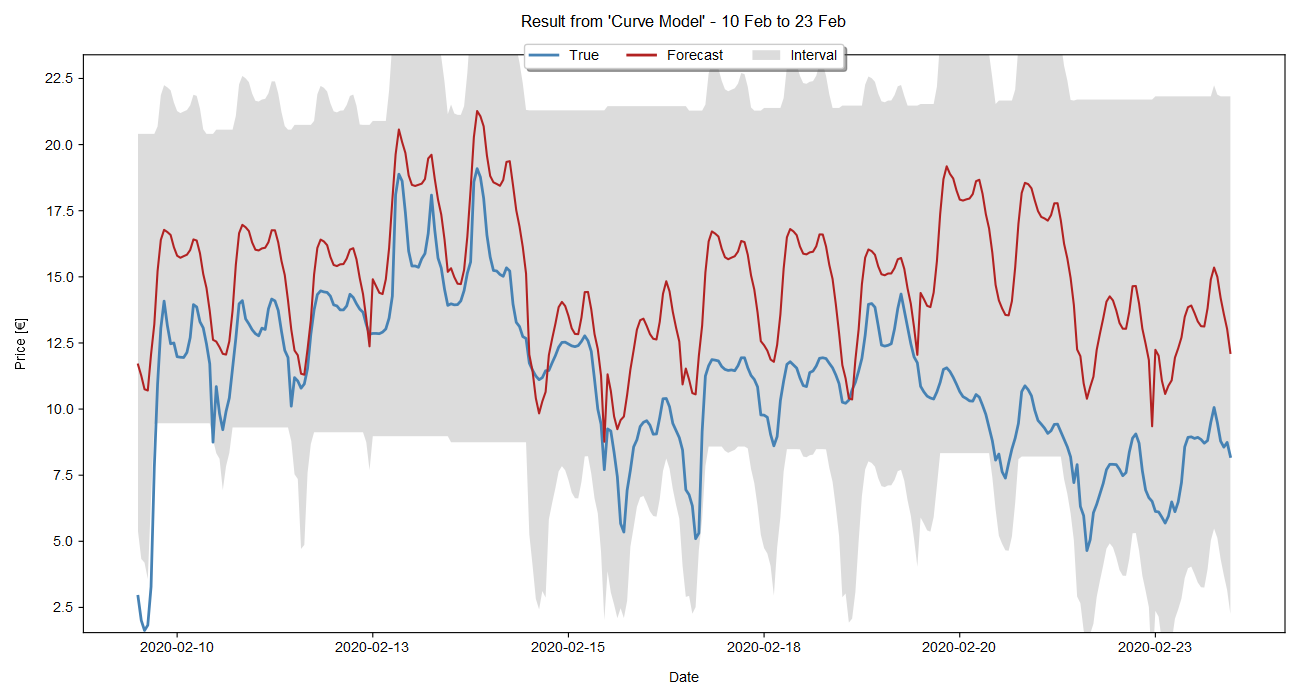 Result from 'Curve Model' - 10 Feb to 23 Feb
True Forecast Interval
22.5
20.0
17.5
15.0
12.5
10.0
7.5
5.0
2.5
Price [€]
2020-02-10 2020-02-13 2020-02-15 2020-02-18 2020-02-20 2020-02-23
Date